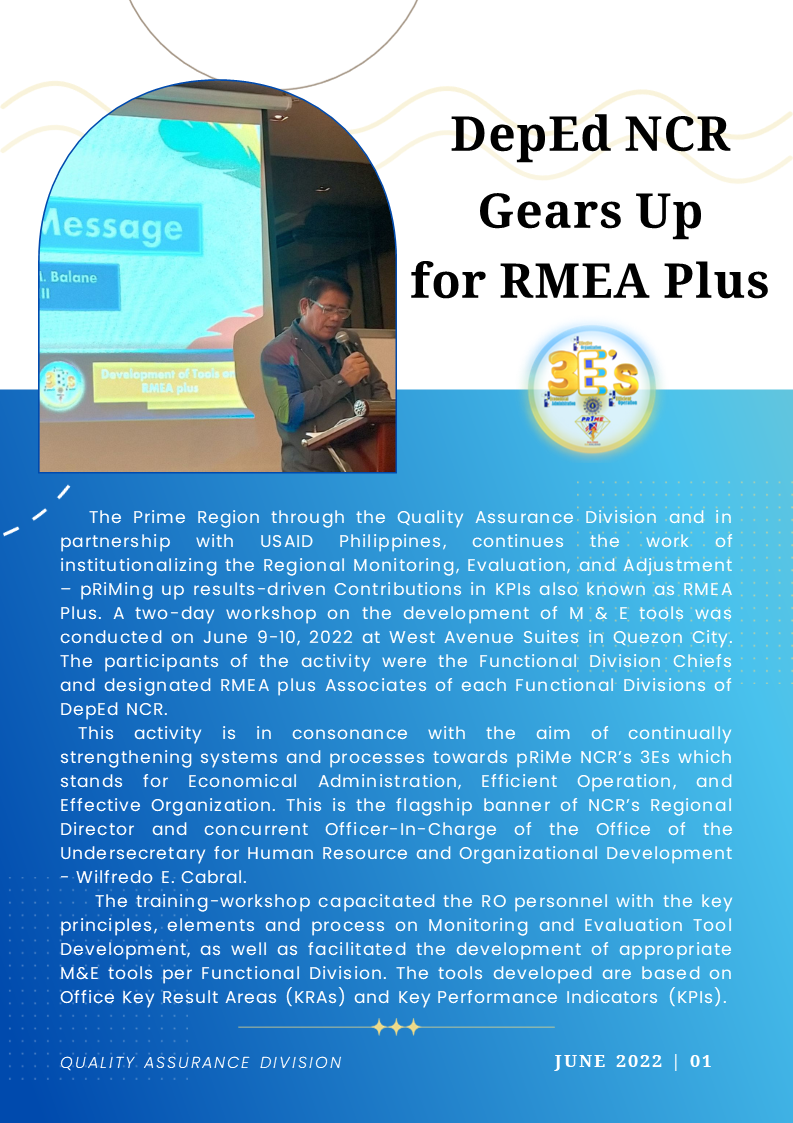 DepEd NCR
Gears Up
for RMEA Plus
Message
M. Balane
II
Development of Tools on
RMEA plus
3E's
3E's
PRIME
The Prime Region through the Quality Assurance Division and in
partnership with USAID Philippines, continues the work of
institutionalizing the Regional Monitoring, Evaluation, and Adjustment
– pRiMing up results-driven Contributions in KPIs also known as RMEA
Plus. A two-day workshop on the development of M & E tools was
conducted on June 9-10, 2022 at West Avenue Suites in Quezon City.
The participants of the activity were the Functional Division Chiefs
and designated RMEA plus Associates of each Functional Divisions of
DepEd NCR.
This activity is in consonance with the aim of continually
strengthening systems and processes towards pRiMe NCR’s 3Es which
stands for Economical Administration, Efficient Operation, and
Effective Organization. This is the flagship banner of NCR’s Regional
Director and concurrent Officer-In-Charge of the Office of the
Undersecretary for Human Resource and Organizational Development
- Wilfredo E. Cabral.
The training-workshop capacitated the RO personnel with the key
principles, elements and process on Monitoring and Evaluation Tool
Development, as well as facilitated the development of appropriate
M&E tools per Functional Division. The tools developed are based on
Office Key Result Areas (KRAs) and Key Performance Indicators (KPIs).
QUALITY ASSURANCE DIVISION
JUNE 2022 | 01